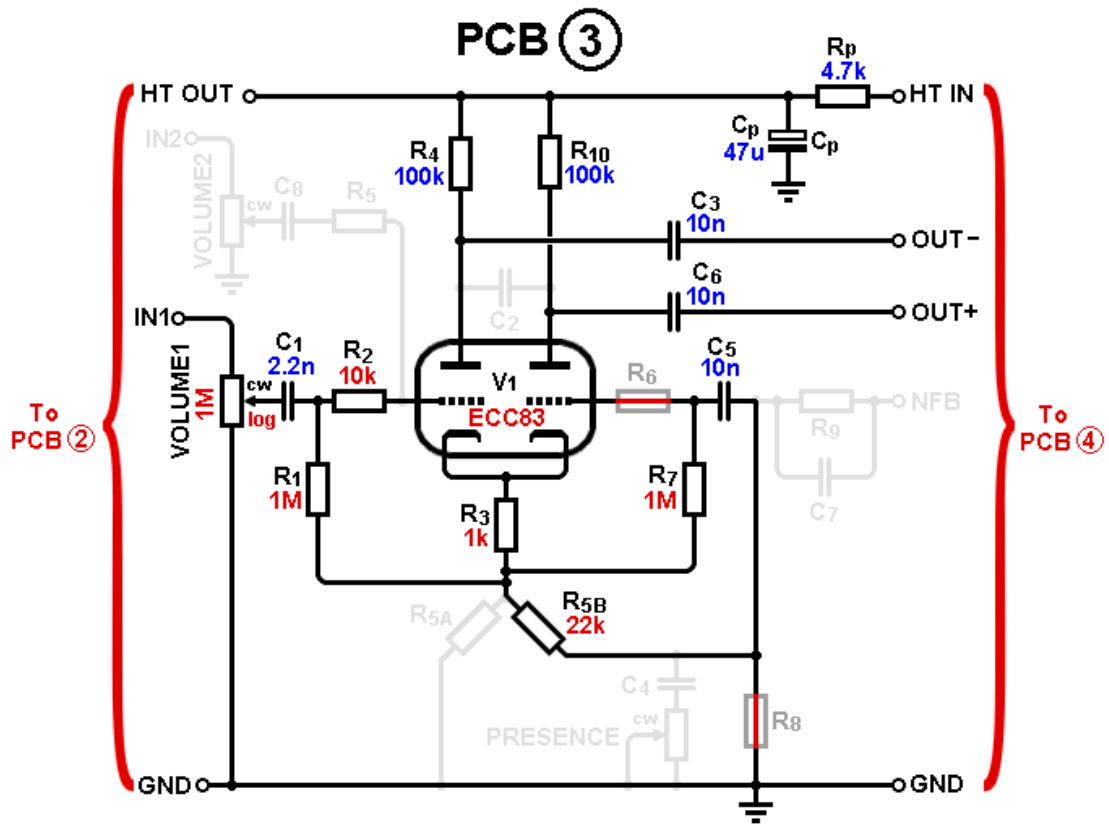 PCB 3
HT OUT
Rp
4.7k
HT IN
IN2
VOLUME2
cw
C8
R5
R4
100k
R10
100k
Cp
47u
Cp
C3
10n
OUT−
C6
10n
OUT+
C2
IN1
VOLUME1
1M
cw
log
C1
2.2n
R2
10k
V1
ECC83
R6
C5
10n
R9
NFB
C7
To
PCB 2
To
PCB 4
R1
1M
R3
1k
R7
1M
R5A
R5B
22k
C4
PRESENCE
cw
R8
GND
GND